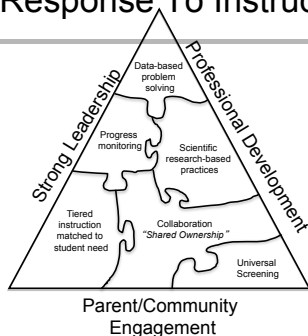 Response To Instruc
Strong Leadership
Professional Development
Data-based
problem
solving
Progress
monitoring
Scientific
research-based
practices
Tiered
instruction
matched to
student need
Collaboration
"Shared Ownership"
Universal
Screening
Parent/Community
Engagement